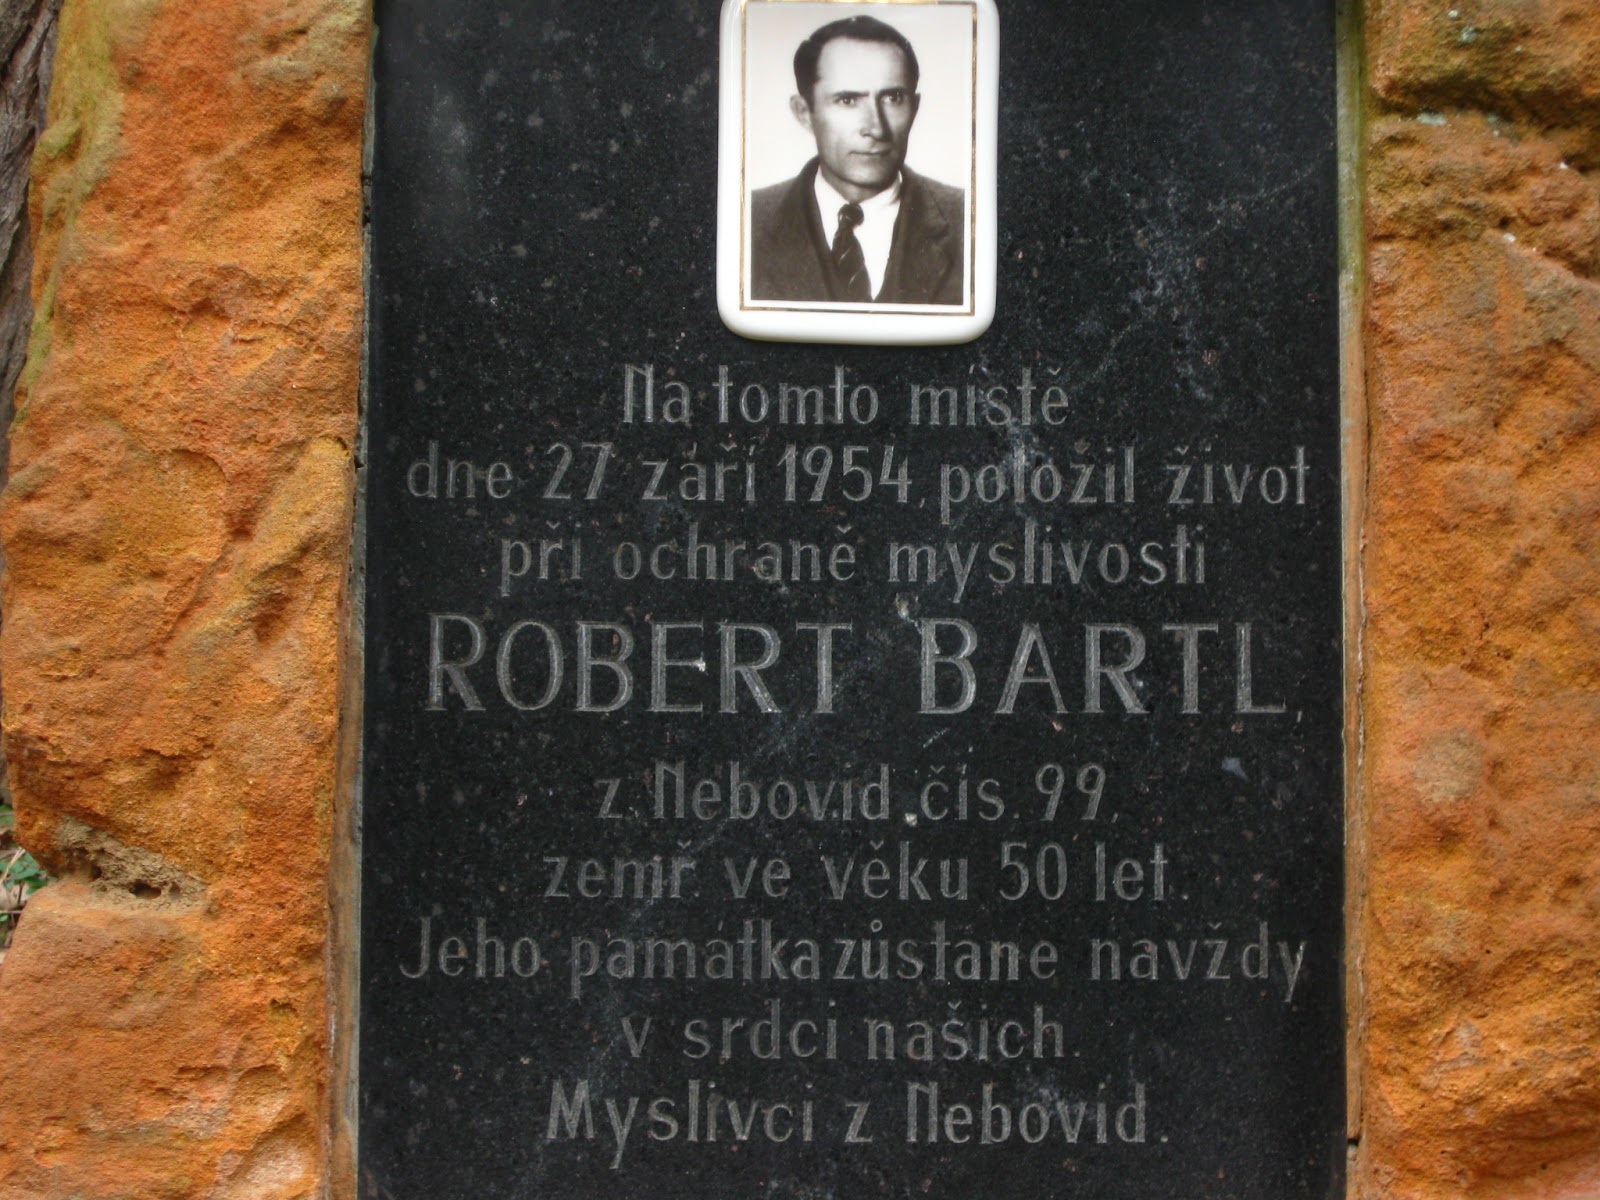 Na tomto místě
dne 27 září 1954, položil život
při ochraně myslivosti
ROBERT BARTL
z Nebovid čís. 99,
zemř. ve věku 50 let.
Jeho památka zůstane navždy
v srdci našich.
Myslivci z Nebovid.